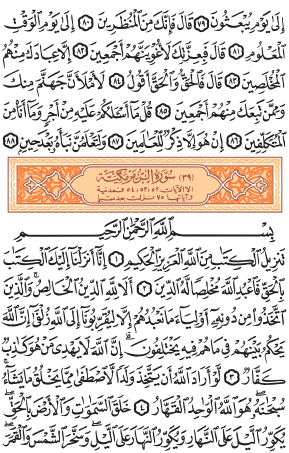 إِلَىٰ يَوْمِ يُبْعَثُونَ ٧٩ قَالَ فَإِنَّكَ مِنَ ٱلْمُنظَرِينَ ٨٠ إِلَىٰ يَوْمِ ٱلْوَقْتِ
ٱلْمَعْلُومِ ٨١ قَالَ فَبِعِزَّتِكَ لَأُغْوِيَنَّهُمْ أَجْمَعِينَ ٨٢ إِلَّا عِبَادَكَ مِنْهُمُ
ٱلْمُخْلَصِينَ ٨٣ قَالَ فَٱلْحَقُّ وَٱلْحَقَّ أَقُولُ ٨٤ لَأَمْلَأَنَّ جَهَنَّمَ مِنكَ
وَمِمَّن تَبِعَكَ مِنْهُمْ أَجْمَعِينَ ٨٥ قُلْ مَآ أَسْـَٔلُكُمْ عَلَيْهِ مِنْ أَجْرٍ وَمَآ أَنَا۠ مِنَ
ٱلْمُتَكَلِّفِينَ ٨٦ إِنْ هُوَ إِلَّا ذِكْرٌ لِّلْعَٰلَمِينَ ٨٧ وَلَتَعْلَمُنَّ نَبَأَهُۥ بَعْدَ حِينٍۭ ٨٨
(٣٩) سُورَةُ الزُّمَرِ مَكِّيَّة
إلا الآيات ٥٢ و٥٣ و٥٤ فمدنية
وآياتها ٧٥ نزلت بعد سبإ
بِسْمِ ٱللَّهِ ٱلرَّحْمَٰنِ ٱلرَّحِيمِ
تَنزِيلُ ٱلْكِتَٰبِ مِنَ ٱللَّهِ ٱلْعَزِيزِ ٱلْحَكِيمِ ١ إِنَّآ أَنزَلْنَآ إِلَيْكَ ٱلْكِتَٰبَ
بِٱلْحَقِّ فَٱعْبُدِ ٱللَّهَ مُخْلِصًا لَّهُ ٱلدِّينَ ٢ أَلَا لِلَّهِ ٱلدِّينُ ٱلْخَالِصُ ۚ وَٱلَّذِينَ
ٱتَّخَذُوا۟ مِن دُونِهِۦٓ أَوْلِيَآءَ مَا نَعْبُدُهُمْ إِلَّا لِيُقَرِّبُونَآ إِلَى ٱللَّهِ زُلْفَىٰٓ إِنَّ ٱللَّهَ
يَحْكُمُ بَيْنَهُمْ فِى مَا هُمْ فِيهِ يَخْتَلِفُونَ ۗ إِنَّ ٱللَّهَ لَا يَهْدِى مَنْ هُوَ كَٰذِبٌ
كَفَّارٌ ٣ لَّوْ أَرَادَ ٱللَّهُ أَن يَتَّخِذَ وَلَدًا لَّٱصْطَفَىٰ مِمَّا يَخْلُقُ مَا يَشَآءُ ۚ
سُبْحَٰنَهُۥ ۖ هُوَ ٱللَّهُ ٱلْوَٰحِدُ ٱلْقَهَّارُ ٤ خَلَقَ ٱلسَّمَٰوَٰتِ وَٱلْأَرْضَ بِٱلْحَقِّ ۖ
يُكَوِّرُ ٱلَّيْلَ عَلَى ٱلنَّهَارِ وَيُكَوِّرُ ٱلنَّهَارَ عَلَى ٱلَّيْلِ ۖ وَسَخَّرَ ٱلشَّمْسَ وَٱلْقَمَرَ ۖ